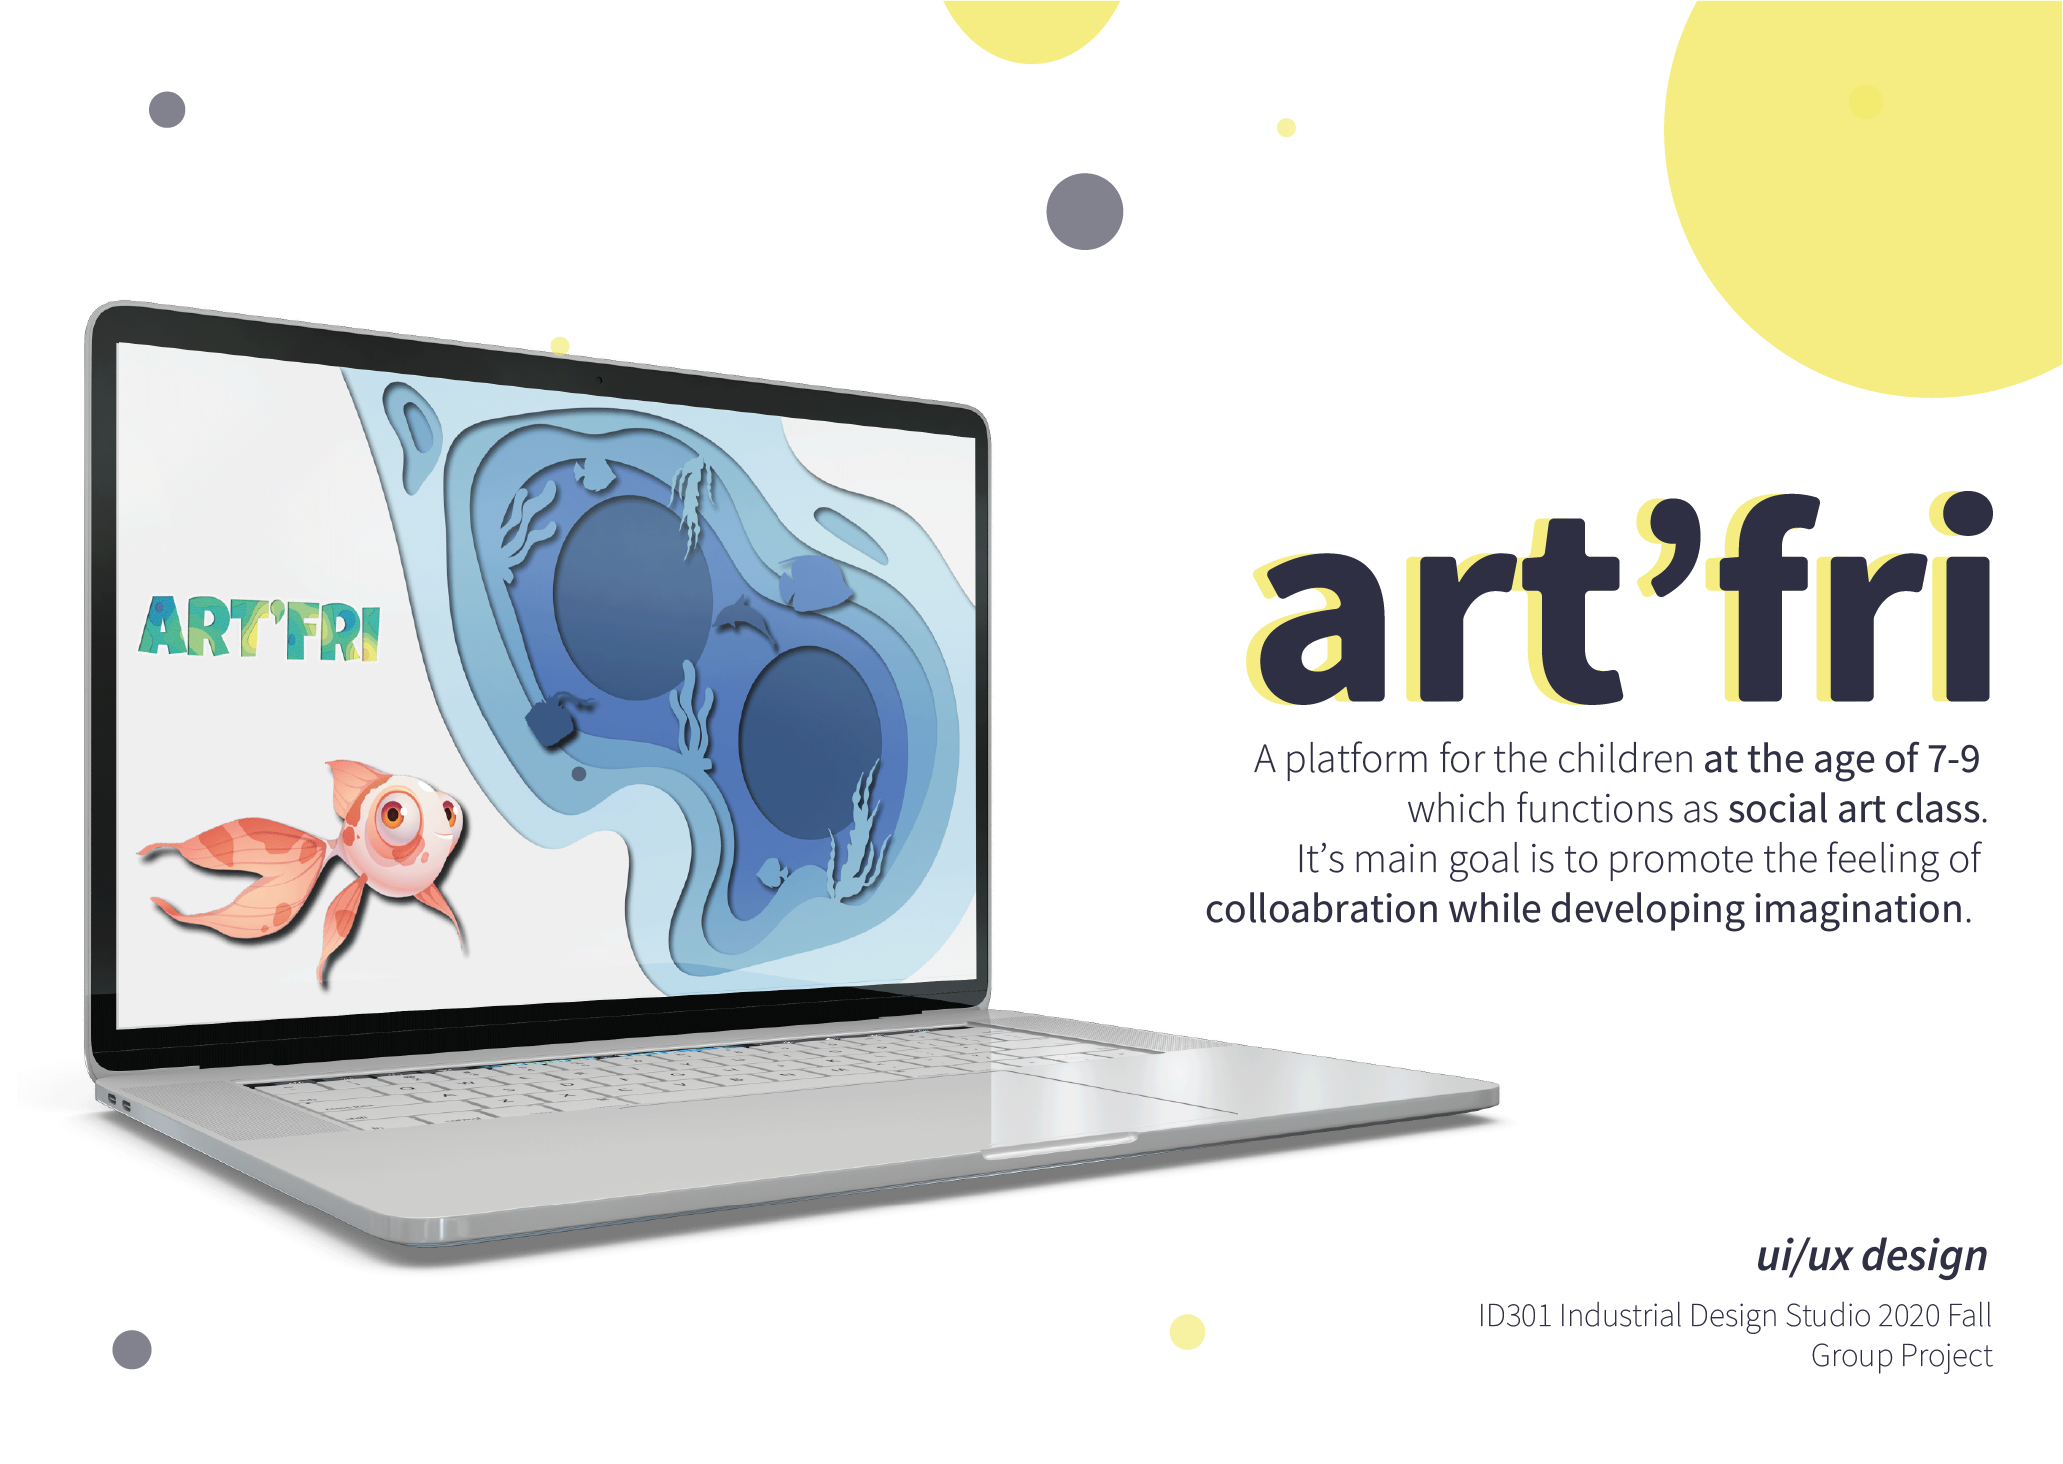 ART’FRI
art’fri
A platform for the children at the age of 7-9
which functions as social art class.
It’s main goal is to promote the feeling of
colloabration while developing imagination.
ui/ux design
ID301 Industrial Design Studio 2020 Fall
Group Project